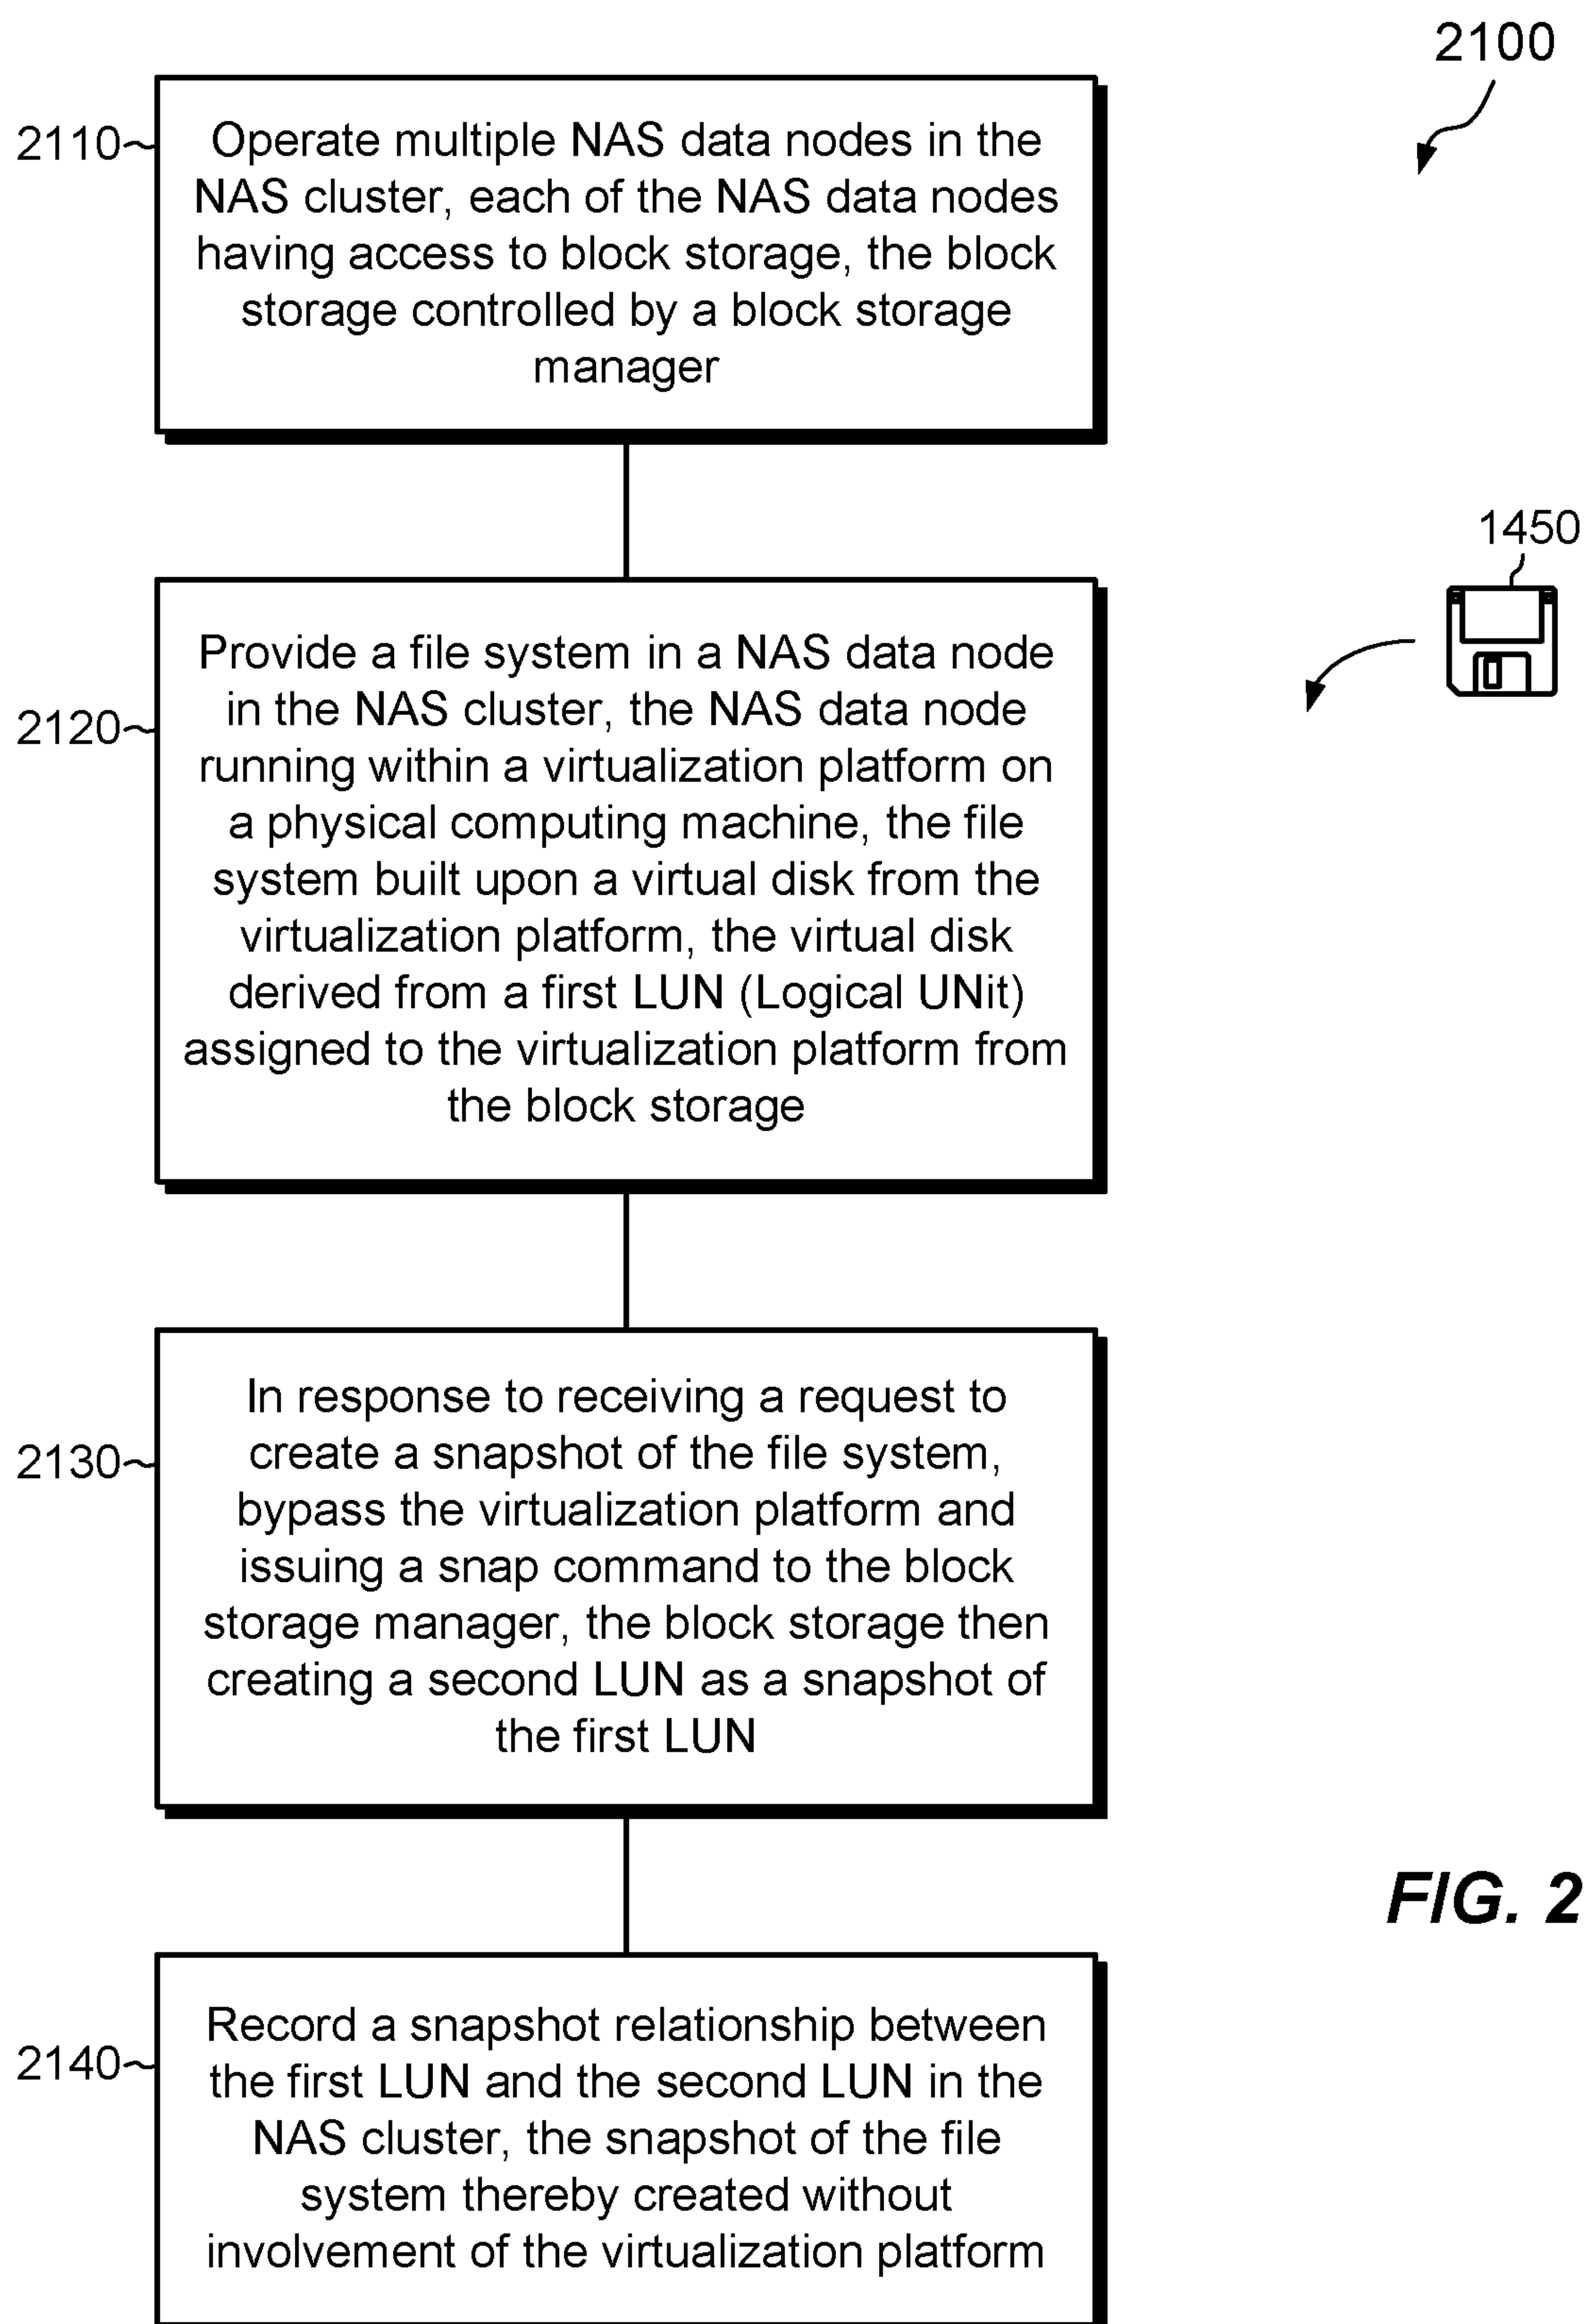 2100
2110
Operate multiple NAS data nodes in the
NAS cluster, each of the NAS data nodes
having access to block storage, the block
storage controlled by a block storage
manager
1450
2120
Provide a file system in a NAS data node
in the NAS cluster, the NAS data node
running within a virtualization platform on
a physical computing machine, the file
system built upon a virtual disk from the
virtualization platform, the virtual disk
derived from a first LUN (Logical UNit)
assigned to the virtualization platform from
the block storage
2130
In response to receiving a request to
create a snapshot of the file system,
bypass the virtualization platform and
issuing a snap command to the block
storage manager, the block storage then
creating a second LUN as a snapshot of
the first LUN
FIG. 2
2140
Record a snapshot relationship between
the first LUN and the second LUN in the
NAS cluster, the snapshot of the file
system thereby created without
involvement of the virtualization platform